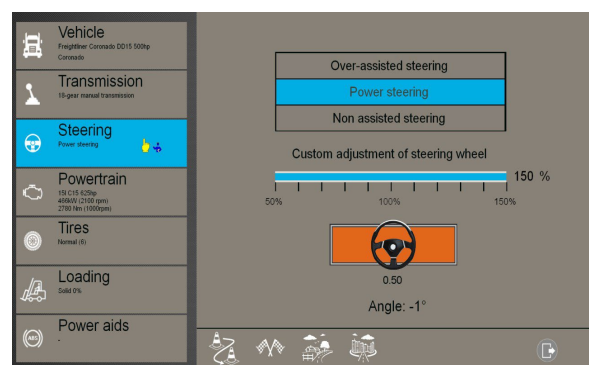 Vehicle
Freightliner Coronado DD15 500hp
Coronado
Transmission
18-gear manual transmission
Steering
Power steering
Powertrain
15l C15 625hp
466kW (2100 rpm)
2780 Nm (1000rpm)
Tires
Normal (6)
Loading
Solid 0%
Power aids
-
ABS
Over-assisted steering
Power steering
Non assisted steering
Custom adjustment of steering wheel
150 %
50% 100% 150%
0.50
Angle: -1°